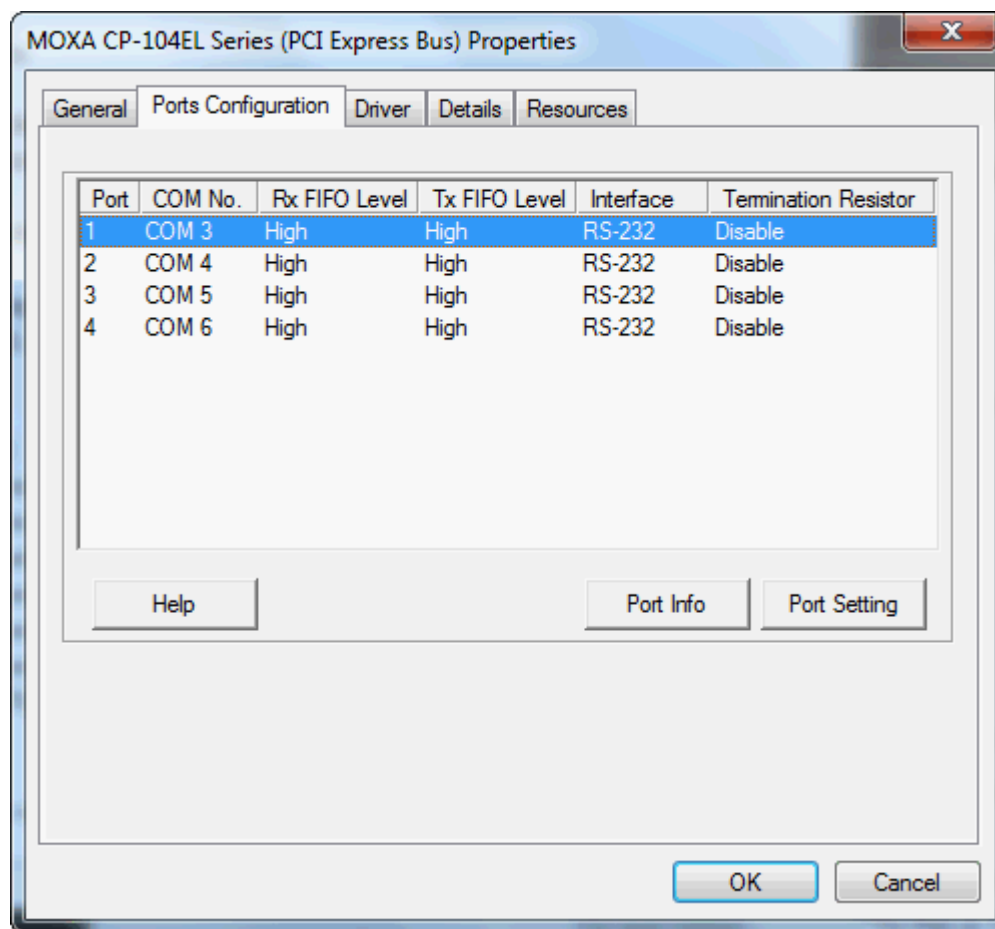 MOXA CP-104EL Series (PCI Express Bus) Properties
General Ports Configuration Driver Details Resources
Port COM No. Rx FIFO Level Tx FIFO Level Interface Termination Resistor
1 COM 3 High High RS-232 Disable
2 COM 4 High High RS-232 Disable
3 COM 5 High High RS-232 Disable
4 COM 6 High High RS-232 Disable
Help Port Info Port Setting
OK Cancel